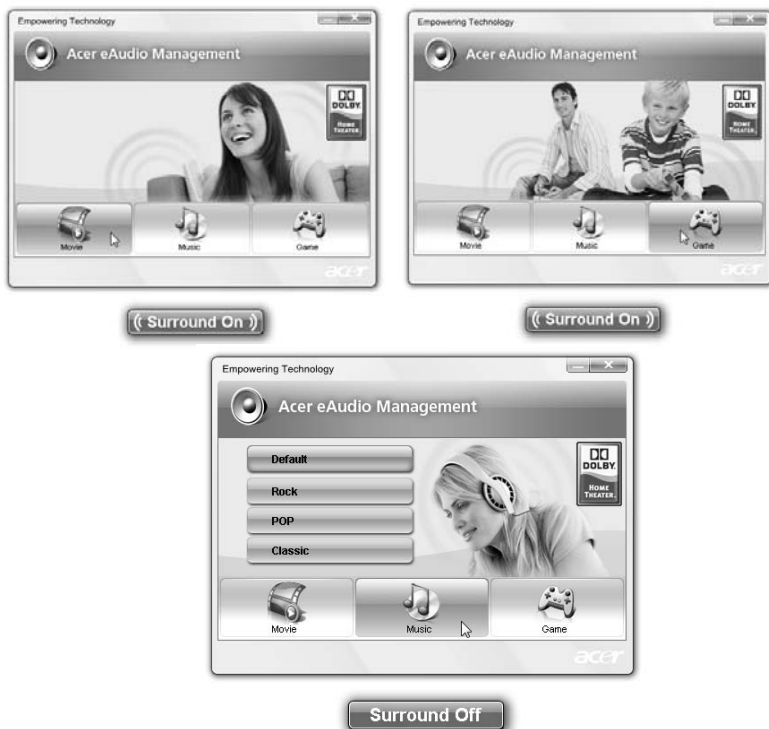 Empowering Technology
Acer eAudio Management
DOLBY
HOME THEATER
Movie
Music
Game
acer
(( Surround On ))
Empowering Technology
Acer eAudio Management
DOLBY
HOME THEATER
Movie
Music
Game
acer
(( Surround On ))
Empowering Technology
Acer eAudio Management
Default
Rock
POP
Classic
DOLBY
HOME THEATER
Movie
Music
Game
acer
Surround Off